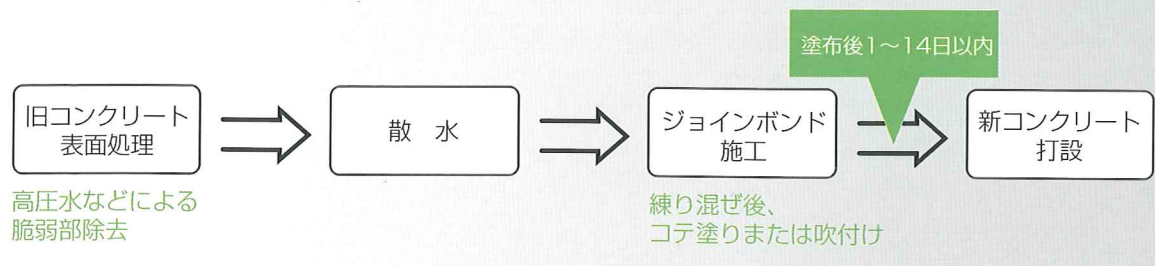 塗布後1〜14日以内
旧コンクリート
表面処理
散 水
ジョインボンド
施工
新コンクリート
打設
高圧水などによる
脆弱部除去
練り混ぜ後、
コテ塗りまたは吹付け